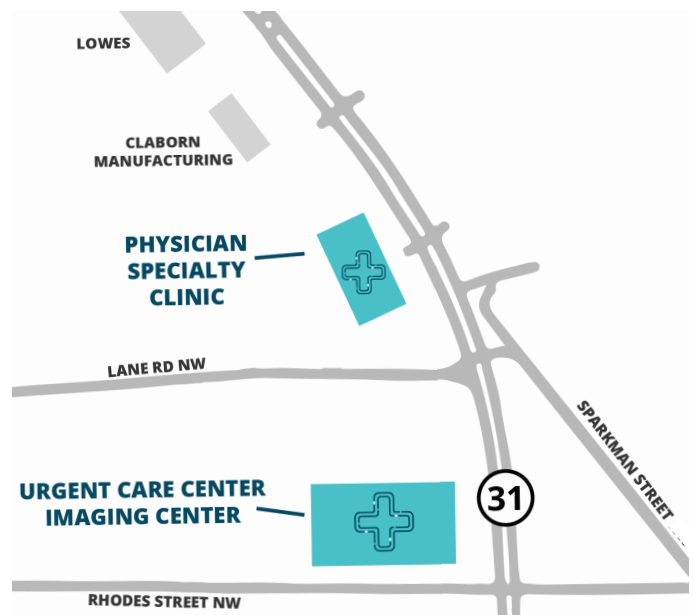 LOWES
CLABORN
MANUFACTURING
PHYSICIAN
SPECIALTY
CLINIC
LANE RD NW
SPARKMAN STREET
URGENT CARE CENTER
IMAGING CENTER
31
RHODES STREET NW